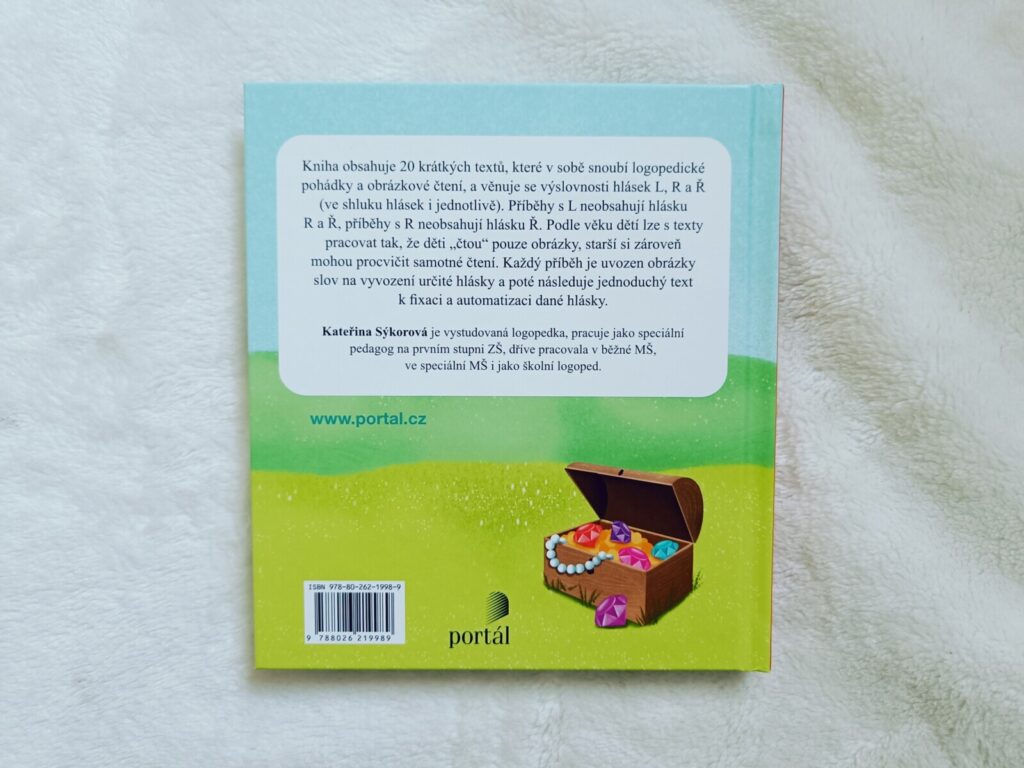 Kniha obsahuje 20 krátkých textů, které v sobě snoubí logopedické
pohádky a obrázkové čtení, a věnuje se výslovnosti hlásek L, R a Ř
(ve shluku hlásek i jednotlivě). Příběhy s L neobsahují hlásku
R a Ř, příběhy s R neobsahují hlásku Ř. Podle věku dětí lze s texty
pracovat tak, že děti „čtou“ pouze obrázky, starší si zároveň
mohou procvičit samotné čtení. Každý příběh je uvozen obrázky
slov na vyvození určité hlásky a poté následuje jednoduchý text
k fixaci a automatizaci dané hlásky.
Kateřina Sýkorová je vystudovaná logopedka, pracuje jako speciální
pedagog na prvním stupni ZŠ, dříve pracovala v běžné MŠ,
ve speciální MŠ i jako školní logoped.
www.portal.cz
ISBN 978-80-262-1998-9
9 788026 219989
portál